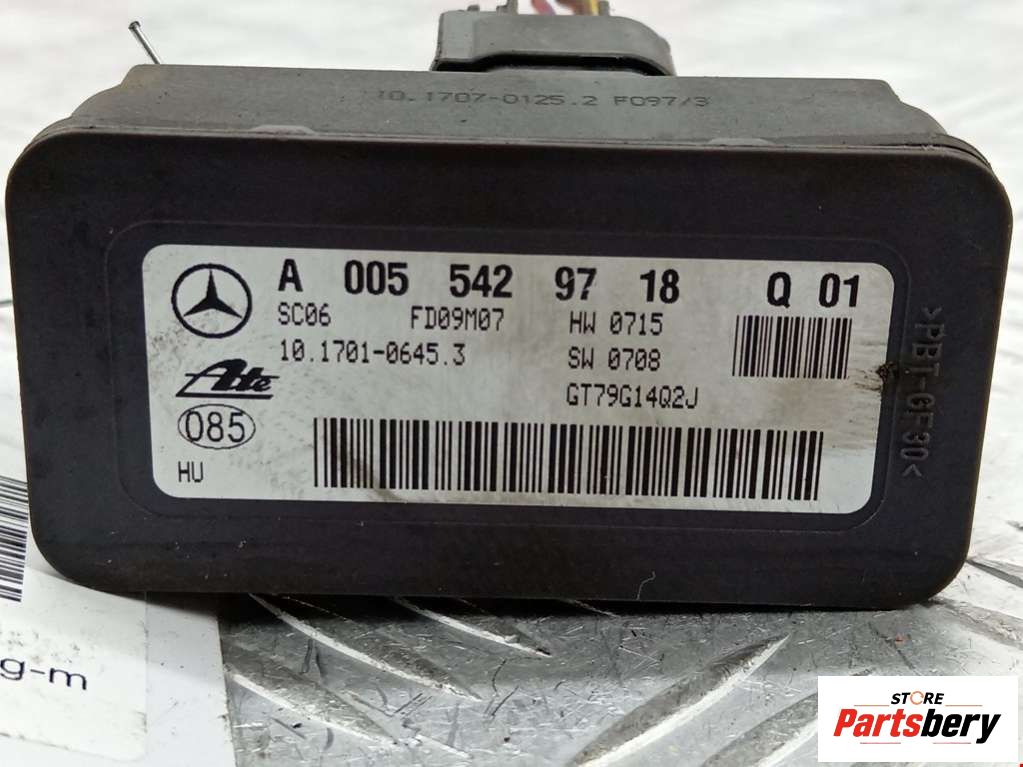 10.1707-0125.2 F097/3
A 005 542 97 18 Q 01
SC06 FD09M07 HW 0715
10.1701-0645.3 SW 0708
Ate
GT79G14Q2J
085
HU
>PBT-GF30<
g-m
STORE
Partsbery